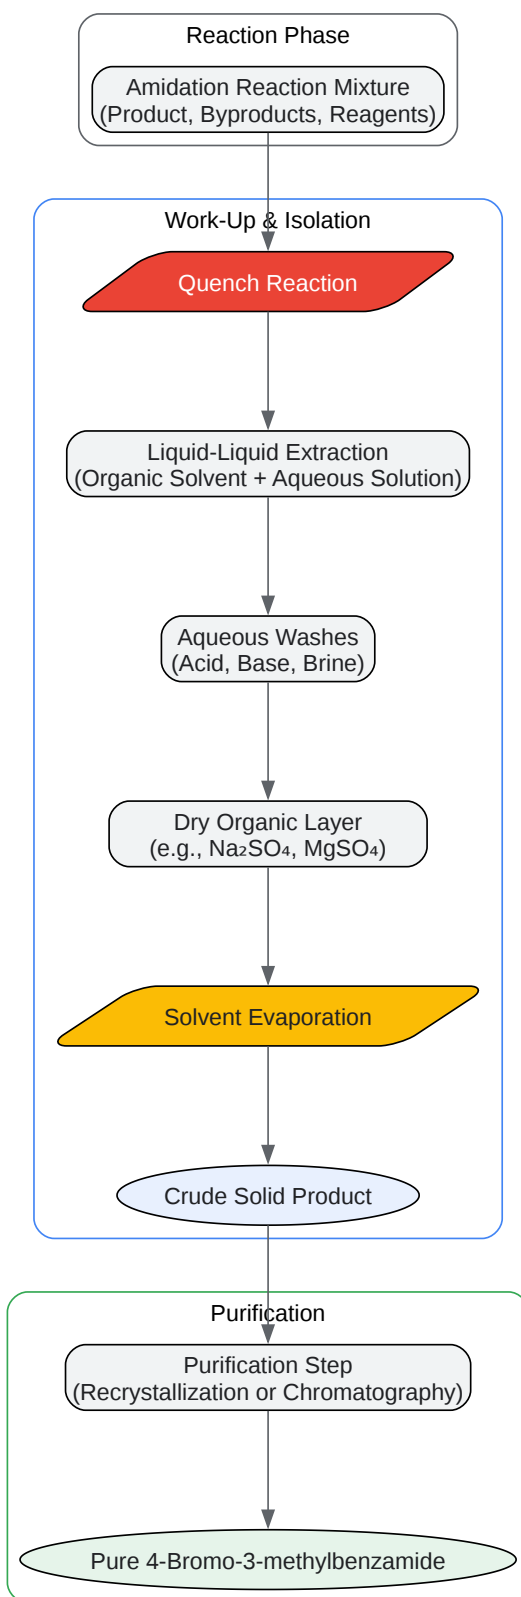 Reaction Phase
Amidation Reaction Mixture
(Product, Byproducts, Reagents)
Work-Up & Isolation
Quench Reaction
Liquid-Liquid Extraction
(Organic Solvent + Aqueous Solution)
Aqueous Washes
(Acid, Base, Brine)
Dry Organic Layer
(e.g., Na₂SO₄, MgSO₄)
Solvent Evaporation
Crude Solid Product
Purification
Purification Step
(Recrystallization or Chromatography)
Pure 4-Bromo-3-methylbenzamide